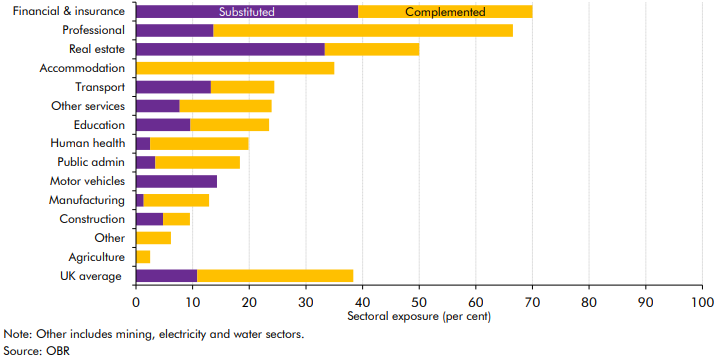 Financial & insurance
Substituted
Complemented
Professional
Real estate
Accommodation
Transport
Other services
Education
Human health
Public admin
Motor vehicles
Manufacturing
Construction
Other
Agriculture
UK average
0 10 20 30 40 50 60 70 80 90 100
Sectoral exposure (per cent)
Note: Other includes mining, electricity and water sectors.
Source: OBR